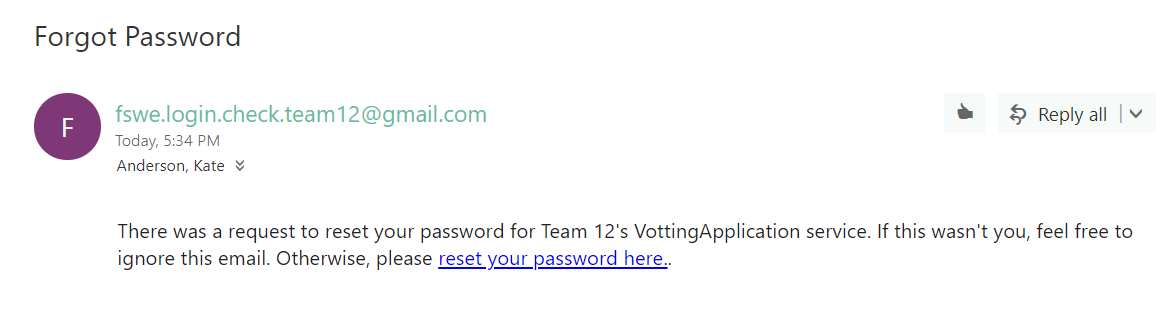 Forgot Password
F
fswe.login.check.team12@gmail.com
Reply all
Today, 5:34 PM
Anderson, Kate
There was a request to reset your password for Team 12's VottingApplication service. If this wasn't you, feel free to
ignore this email. Otherwise, please reset your password here..